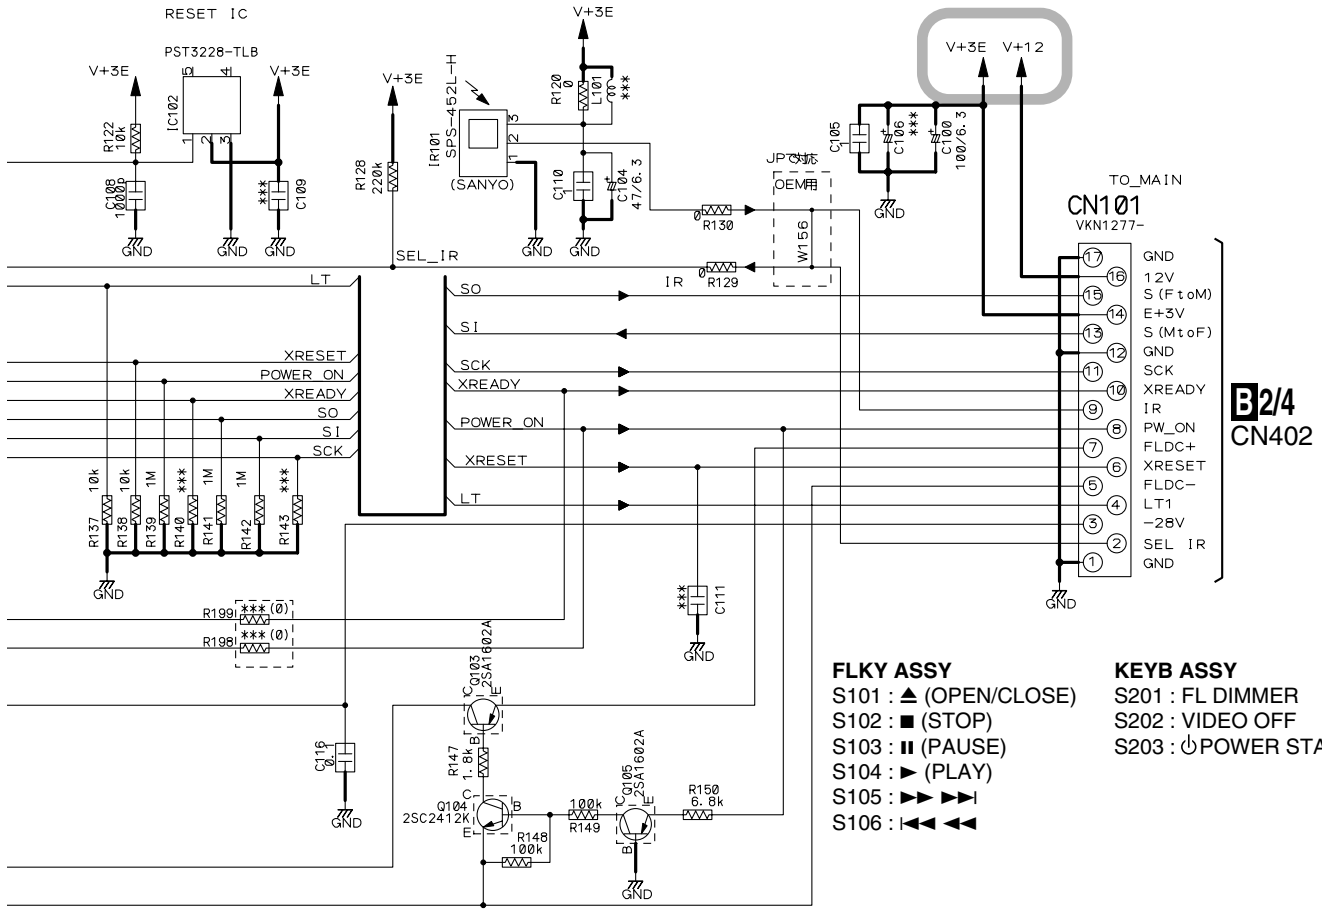 RESET IC
PST3228-TLB
V+3E
5
4
V+3E
IC102
1
2
3
R122
10k
C108
1000p
***
C109
GND
GND
GND
V+3E
R128
220k
SEL_IR
V+3E
R120
0
L101
***
IR101
SPS-452L-H
3
2
1
(SANYO)
C110
1
C104
47/6.3
GND
GND
0
R130
0
R129
IR
OEM用
W156
V+3E
V+12
C105
1
C106
***
C100
100/6.3
GND
TO_MAIN
CN101
VKN1277-
17
GND
16
12V
15
S(FtoM)
14
E+3V
13
S(MtoF)
12
GND
11
SCK
10
XREADY
9
IR
8
PW_ON
7
FLDC+
6
XRESET
5
FLDC-
4
LT1
3
-28V
2
SEL IR
1
GND
GND
B 2/4
CN402
LT
XRESET
POWER_ON
XREADY
SO
SI
SCK
SO
SI
SCK
XREADY
POWER_ON
XRESET
LT
10k
R137
10k
R138
1M
R139
***
R140
1M
R141
1M
R142
***
R143
GND
R199
***(0)
R198
***(0)
***
C111
GND
C116
0.1
GND
Q103
2SA1602A
C
E
B
R147
1.8k
Q104
2SC2412K
C
B
E
R148
100k
100k
R149
Q105
2SA1602A
C
E
B
R150
6.8k
GND
FLKY ASSY
S101 : ⏏ (OPEN/CLOSE)
S102 : ■ (STOP)
S103 : ⏸ (PAUSE)
S104 : ► (PLAY)
S105 : ►► ►►|
S106 : |◄◄ ◄◄
KEYB ASSY
S201 : FL DIMMER
S202 : VIDEO OFF
S203 : ⏻ POWER STA